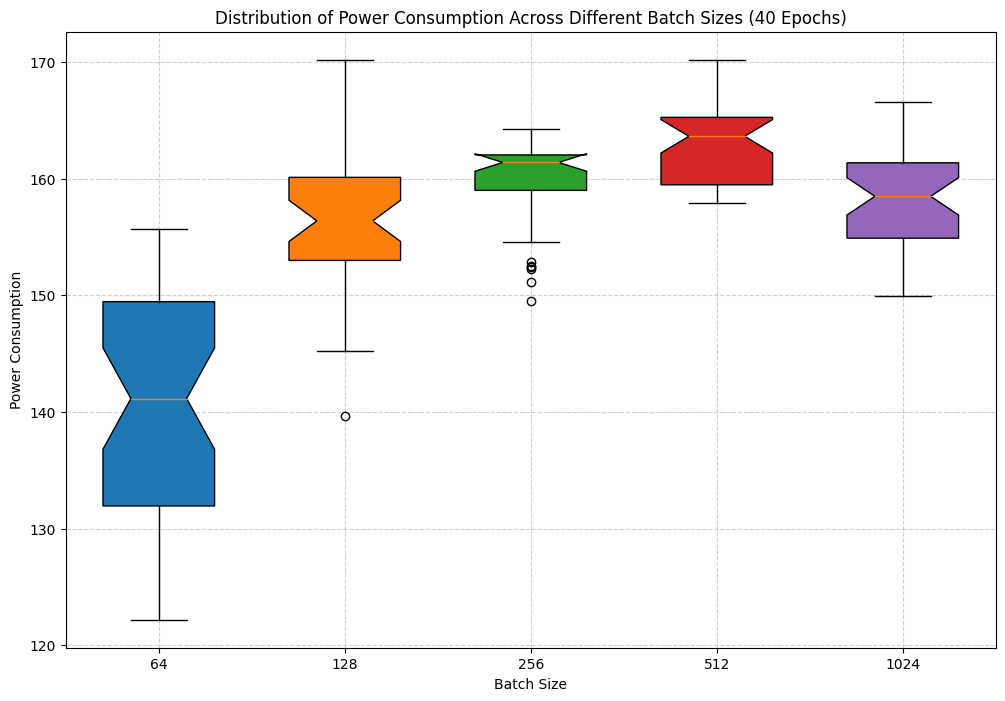 Distribution of Power Consumption Across Different Batch Sizes (40 Epochs)
170
160
150
140
130
120
Power Consumption
64 128 256 512 1024
Batch Size